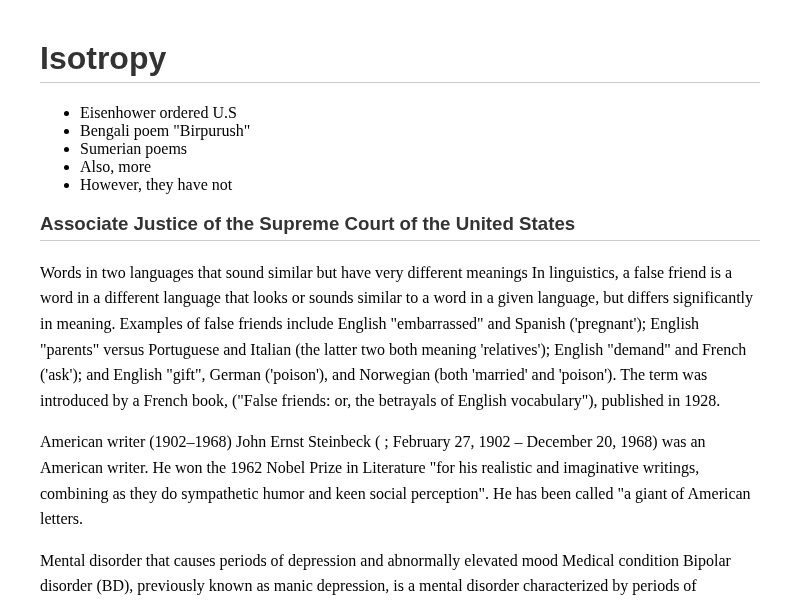 Isotropy
Eisenhower ordered U.S
Bengali poem "Birpurush"
Sumerian poems
Also, more
However, they have not
Associate Justice of the Supreme Court of the United States
Words in two languages that sound similar but have very different meanings In linguistics, a false friend is a
word in a different language that looks or sounds similar to a word in a given language, but differs significantly
in meaning. Examples of false friends include English "embarrassed" and Spanish ('pregnant'); English
"parents" versus Portuguese and Italian (the latter two both meaning 'relatives'); English "demand" and French
('ask'); and English "gift", German ('poison'), and Norwegian (both 'married' and 'poison'). The term was
introduced by a French book, ("False friends: or, the betrayals of English vocabulary"), published in 1928.
American writer (1902–1968) John Ernst Steinbeck ( ; February 27, 1902 – December 20, 1968) was an
American writer. He won the 1962 Nobel Prize in Literature "for his realistic and imaginative writings,
combining as they do sympathetic humor and keen social perception". He has been called "a giant of American
letters.
Mental disorder that causes periods of depression and abnormally elevated mood Medical condition Bipolar
disorder (BD), previously known as manic depression, is a mental disorder characterized by periods of